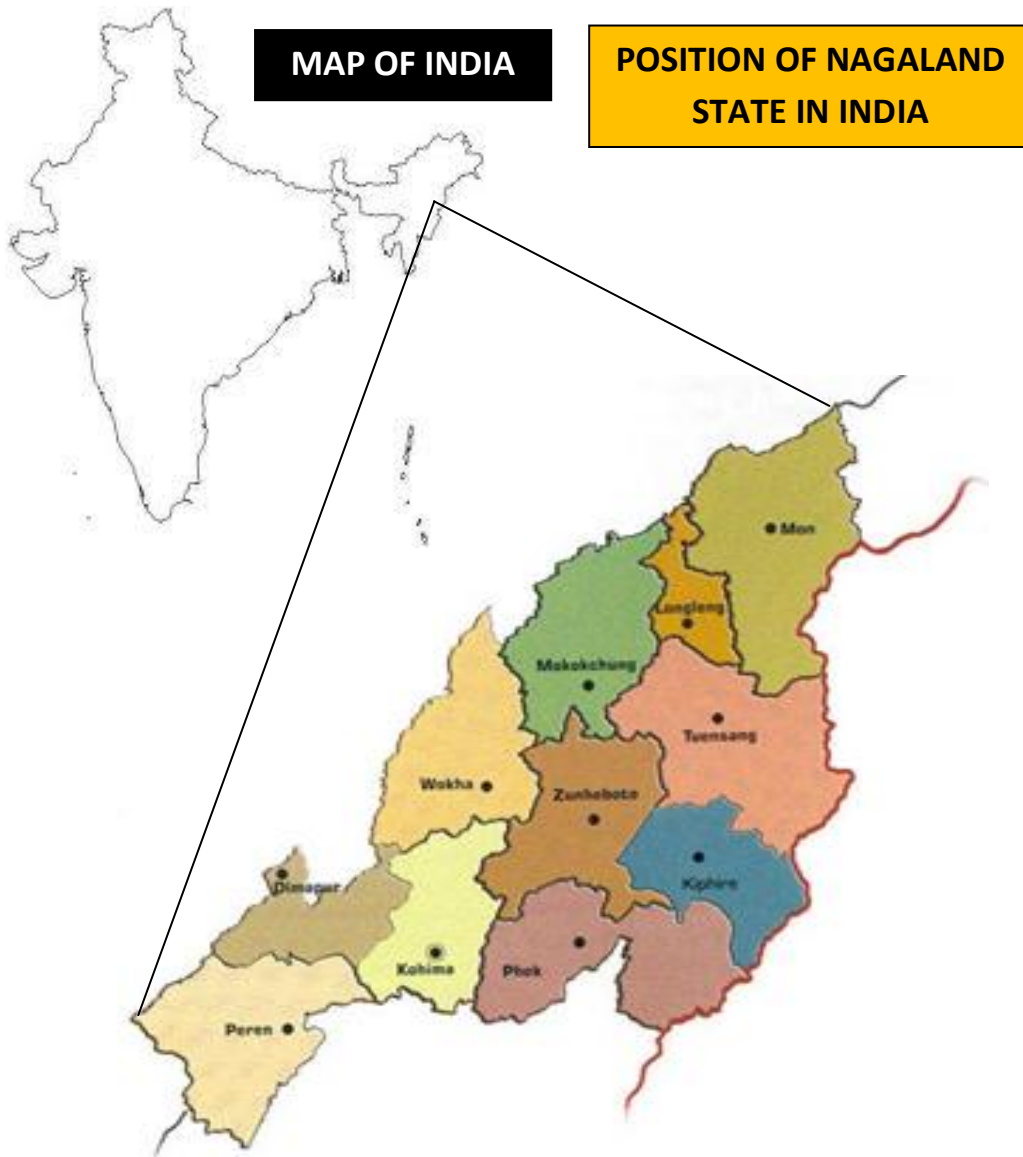 MAP OF INDIA
POSITION OF NAGALAND
STATE IN INDIA
Mon
Longleng
Mokokchung
Tuensang
Wokha
Zunheboto
Kiphire
Dimapur
Kohima
Phek
Peren